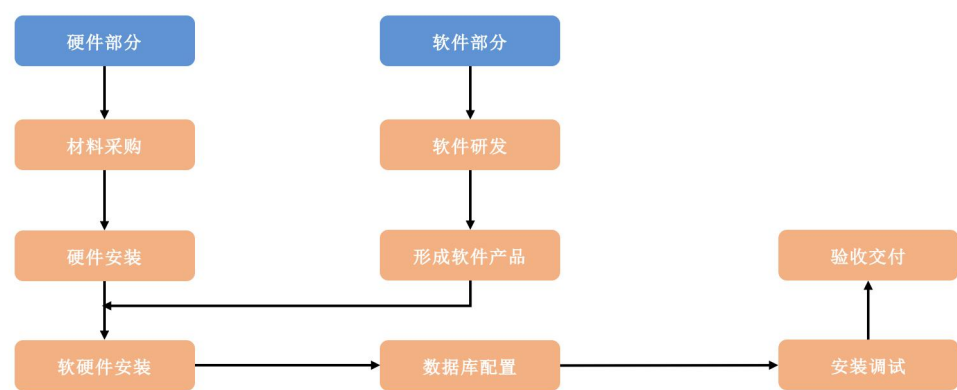 硬件部分
软件部分
材料采购
软件研发
硬件安装
形成软件产品
验收交付
软硬件安装
数据库配置
安装调试